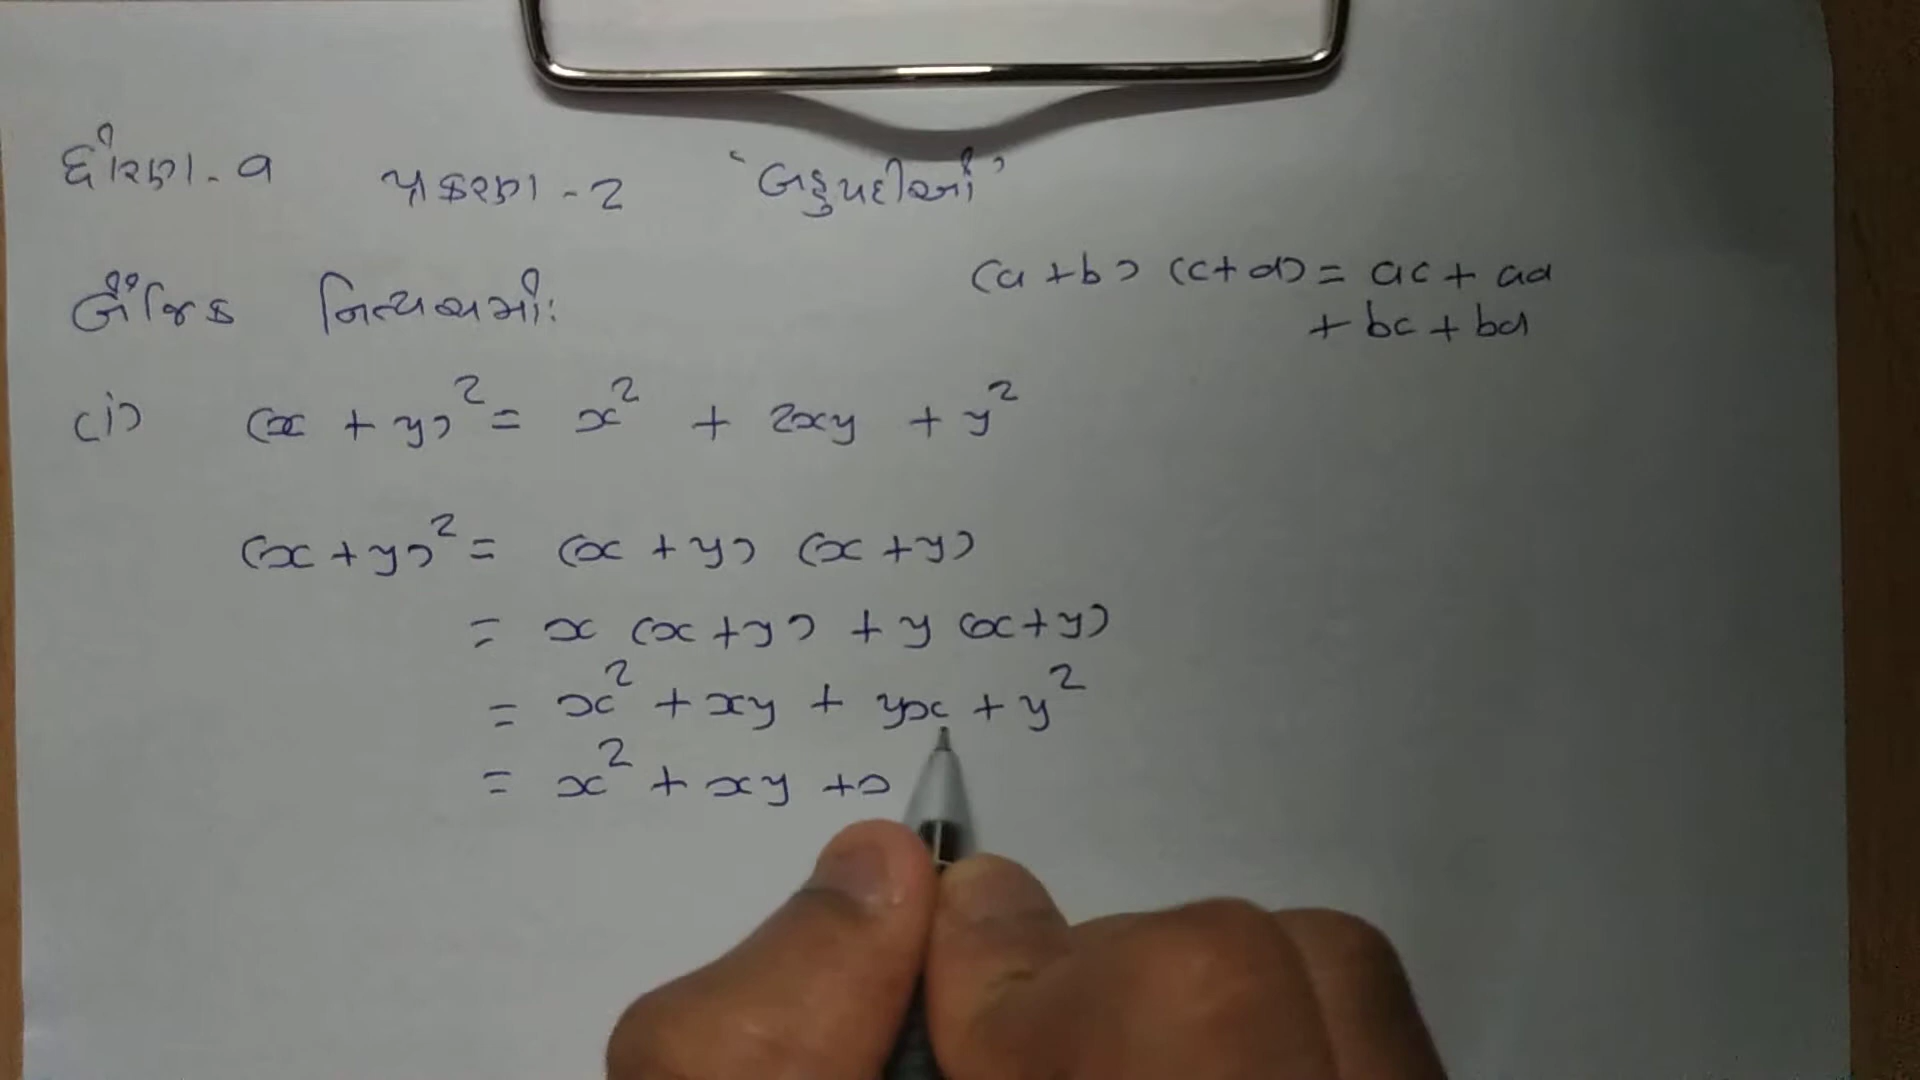 ધોરણ-૯ પ્રકરણ-2 "બહુપદીઓ"
બૈજિક નિત્યસમો:
(a+b) (c+d) = ac + ad
+ bc + bd
(i) (x + y)² = x² + 2xy + y²
(x+y)² = (x + y) (x + y)
= x (x+y) + y (x+y)
= x² + xy + yx + y²
= x² + xy +